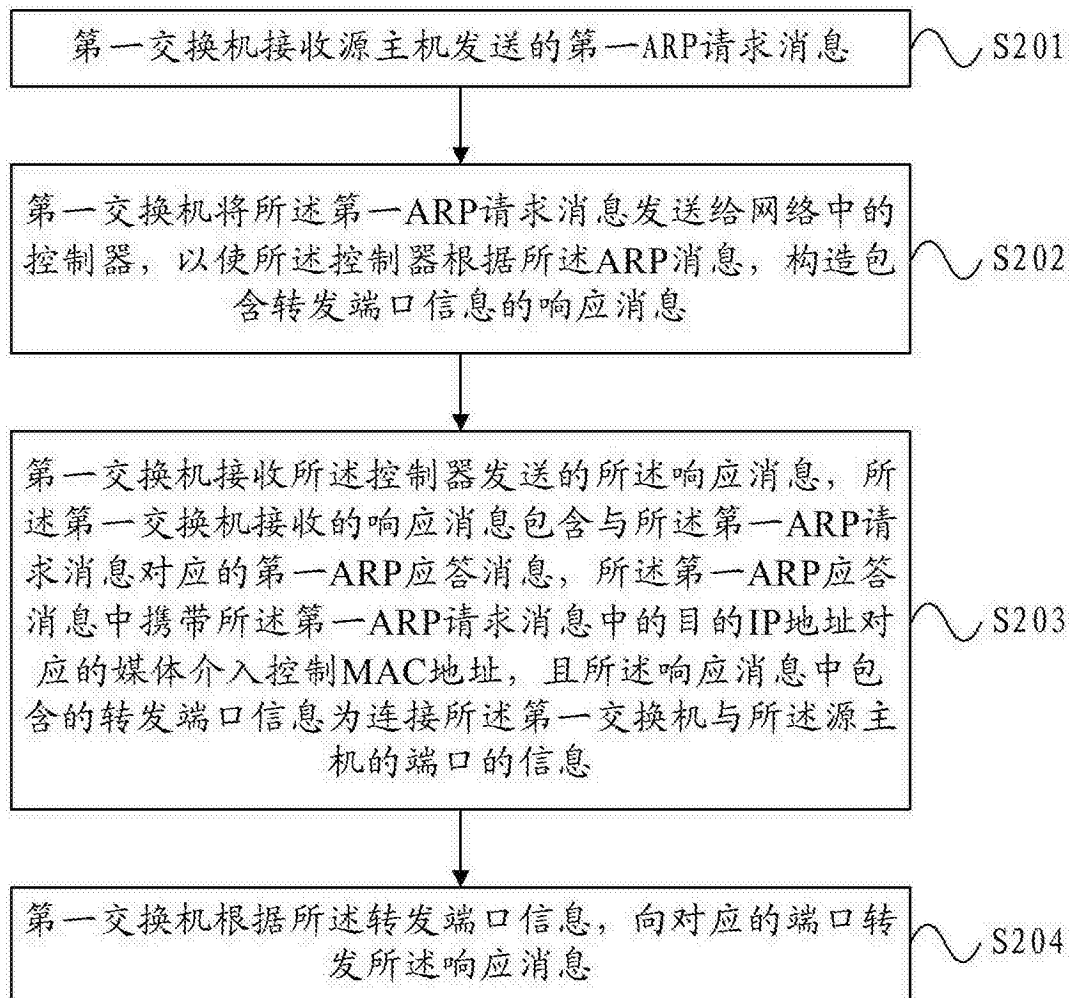 第一交换机接收源主机发送的第一ARP请求消息
S201
第一交换机将所述第一ARP请求消息发送给网络中的
控制器，以使所述控制器根据所述ARP消息，构造包
含转发端口信息的响应消息
S202
第一交换机接收所述控制器发送的所述响应消息，所
述第一交换机接收的响应消息包含与所述第一ARP请
求消息对应的第一ARP应答消息，所述第一ARP应答
消息中携带所述第一ARP请求消息中的目的IP地址对
应的媒体介入控制MAC地址，且所述响应消息中包
含的转发端口信息为连接所述第一交换机与所述源主
机的端口的信息
S203
第一交换机根据所述转发端口信息，向对应的端口转
发所述响应消息
S204